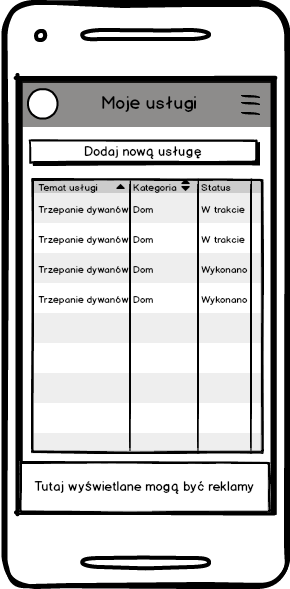 Moje usługi
Dodaj nową usługę
Temat usługi Kategoria Status
Trzepanie dywanów Dom W trakcie
Trzepanie dywanów Dom W trakcie
Trzepanie dywanów Dom Wykonano
Trzepanie dywanów Dom Wykonano
Tutaj wyświetlane mogą być reklamy